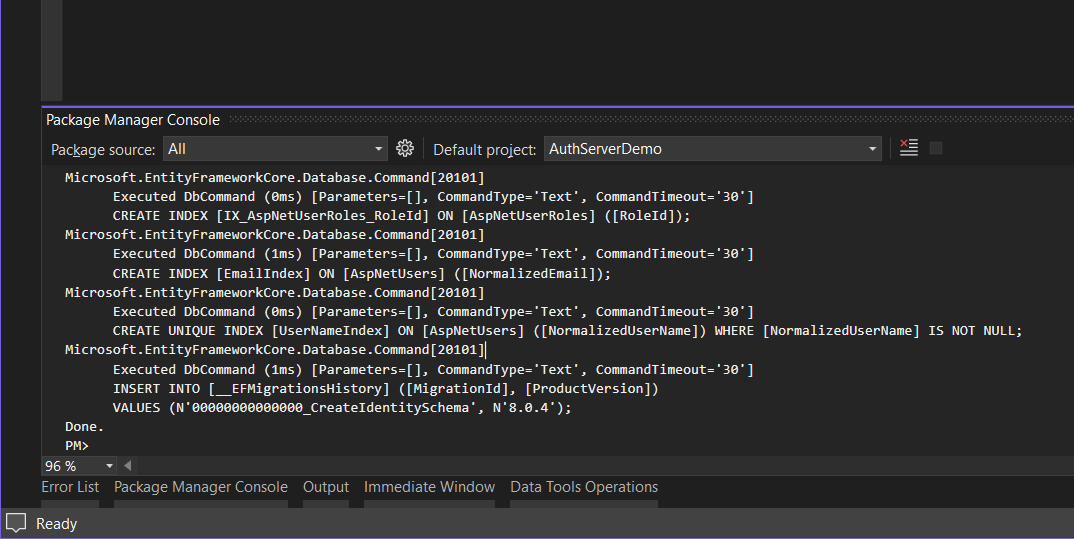 Package Manager Console
Package source: All Default project: AuthServerDemo
Microsoft.EntityFrameworkCore.Database.Command[20101]
Executed DbCommand (0ms) [Parameters=[], CommandType='Text', CommandTimeout='30']
CREATE INDEX [IX_AspNetUserRoles_RoleId] ON [AspNetUserRoles] ([RoleId]);
Microsoft.EntityFrameworkCore.Database.Command[20101]
Executed DbCommand (1ms) [Parameters=[], CommandType='Text', CommandTimeout='30']
CREATE INDEX [EmailIndex] ON [AspNetUsers] ([NormalizedEmail]);
Microsoft.EntityFrameworkCore.Database.Command[20101]
Executed DbCommand (0ms) [Parameters=[], CommandType='Text', CommandTimeout='30']
CREATE UNIQUE INDEX [UserNameIndex] ON [AspNetUsers] ([NormalizedUserName]) WHERE [NormalizedUserName] IS NOT NULL;
Microsoft.EntityFrameworkCore.Database.Command[20101]
Executed DbCommand (1ms) [Parameters=[], CommandType='Text', CommandTimeout='30']
INSERT INTO [__EFMigrationsHistory] ([MigrationId], [ProductVersion])
VALUES (N'00000000000000_CreateIdentitySchema', N'8.0.4');
Done.
PM>
96 %
Error List Package Manager Console Output Immediate Window Data Tools Operations
Ready